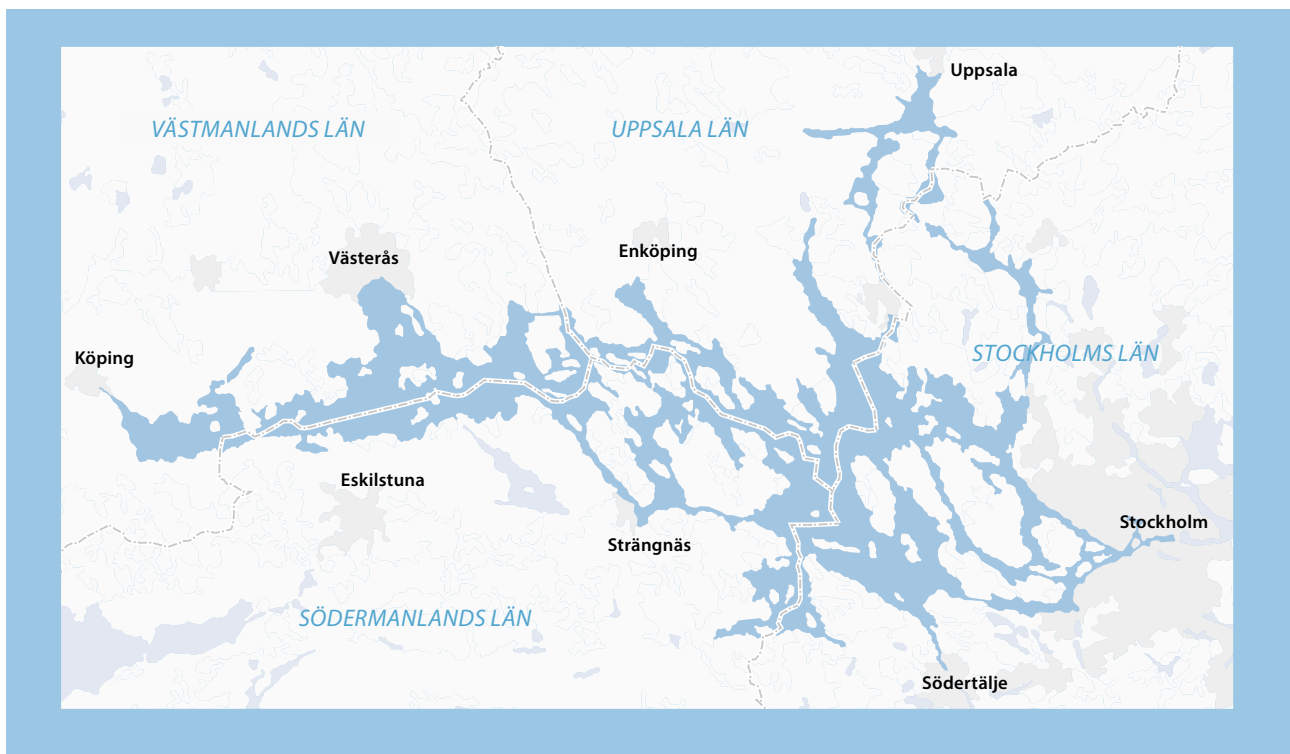 Uppsala
VÄSTMANLANDS LÄN
UPPSALA LÄN
Enköping
Västerås
STOCKHOLMS LÄN
Köping
Eskilstuna
Stockholm
Strängnäs
SÖDERMANLANDS LÄN
Södertälje